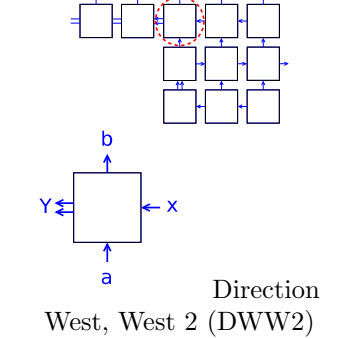 b
Y x
a
Direction
West, West 2 (DWW2)